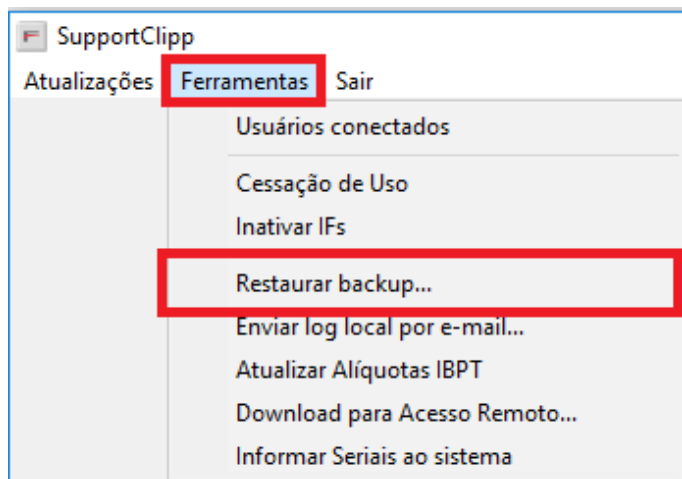 SupportClipp
Atualizações Ferramentas Sair
Usuários conectados
Cessação de Uso
Inativar IFs
Restaurar backup...
Enviar log local por e-mail...
Atualizar Alíquotas IBPT
Download para Acesso Remoto...
Informar Seriais ao sistema